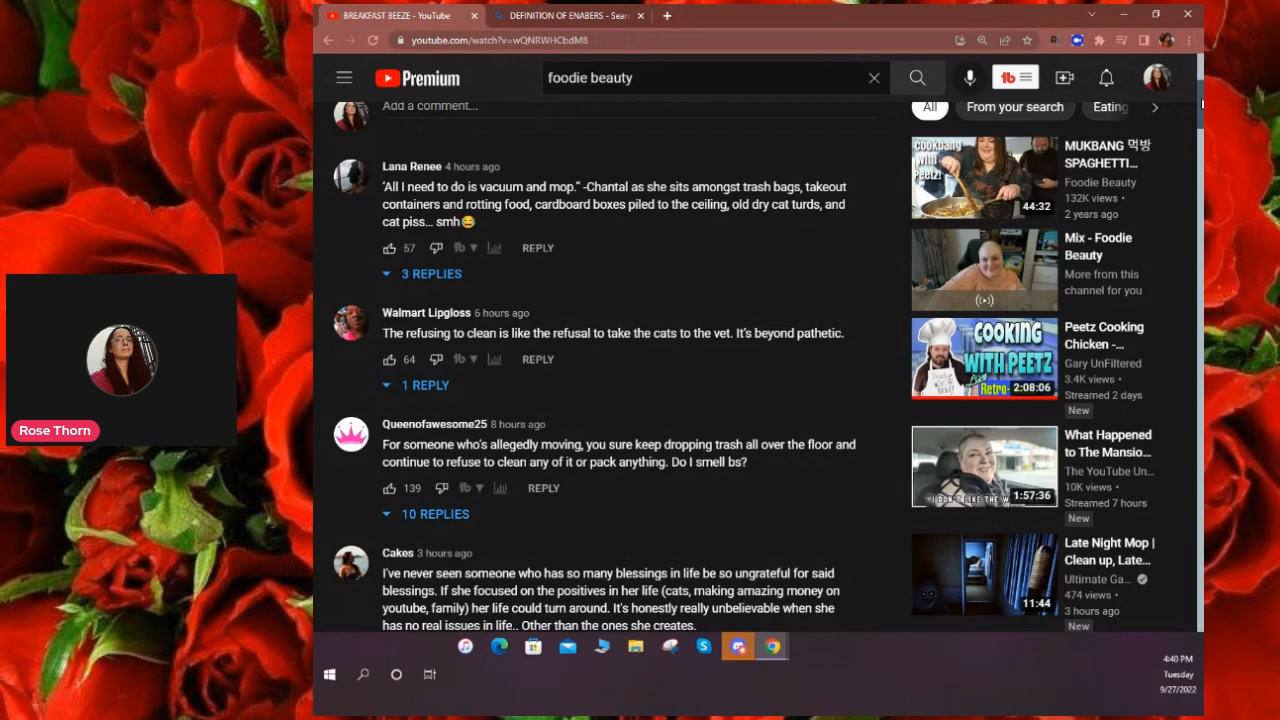 BREAKFAST BEEZE - YouTube
DEFINITION OF ENABERS - Sear
youtube.com/watch?v=wQNRWHCbdM8
Premium
foodie beauty
Add a comment...
All
From your search
Eating
Lana Renee 4 hours ago
'All I need to do is vacuum and mop." -Chantal as she sits amongst trash bags, takeout
containers and rotting food, cardboard boxes piled to the ceiling, old dry cat turds, and
cat piss... smh😂
57
REPLY
3 REPLIES
Walmart Lipgloss 6 hours ago
The refusing to clean is like the refusal to take the cats to the vet. It's beyond pathetic.
64
REPLY
1 REPLY
Queenofawesome25 8 hours ago
For someone who's allegedly moving, you sure keep dropping trash all over the floor and
continue to refuse to clean any of it or pack anything. Do I smell bs?
139
REPLY
10 REPLIES
Cakes 3 hours ago
I've never seen someone who has so many blessings in life be so ungrateful for said
blessings. If she focused on the positives in her life (cats, making amazing money on
youtube, family) her life could turn around. It's honestly really unbelievable when she
has no real issues in life.. Other than the ones she creates.
Cookbang
with
Peetz!
44:32
MUKBANG 먹방
SPAGHETTI...
Foodie Beauty
132K views •
2 years ago
Mix - Foodie
Beauty
More from this
channel for you
COOKING
WITH PEETZ
Retro-
2:08:06
Peetz Cooking
Chicken -...
Gary UnFiltered
3.4K views •
Streamed 2 days
New
I DON'T LIKE THE W
1:57:36
What Happened
to The Mansio...
The YouTube Un...
10K views •
Streamed 7 hours
New
11:44
Late Night Mop |
Clean up, Late...
Ultimate Ga...
474 views •
3 hours ago
New
Rose Thorn
4:40 PM
Tuesday
9/27/2022